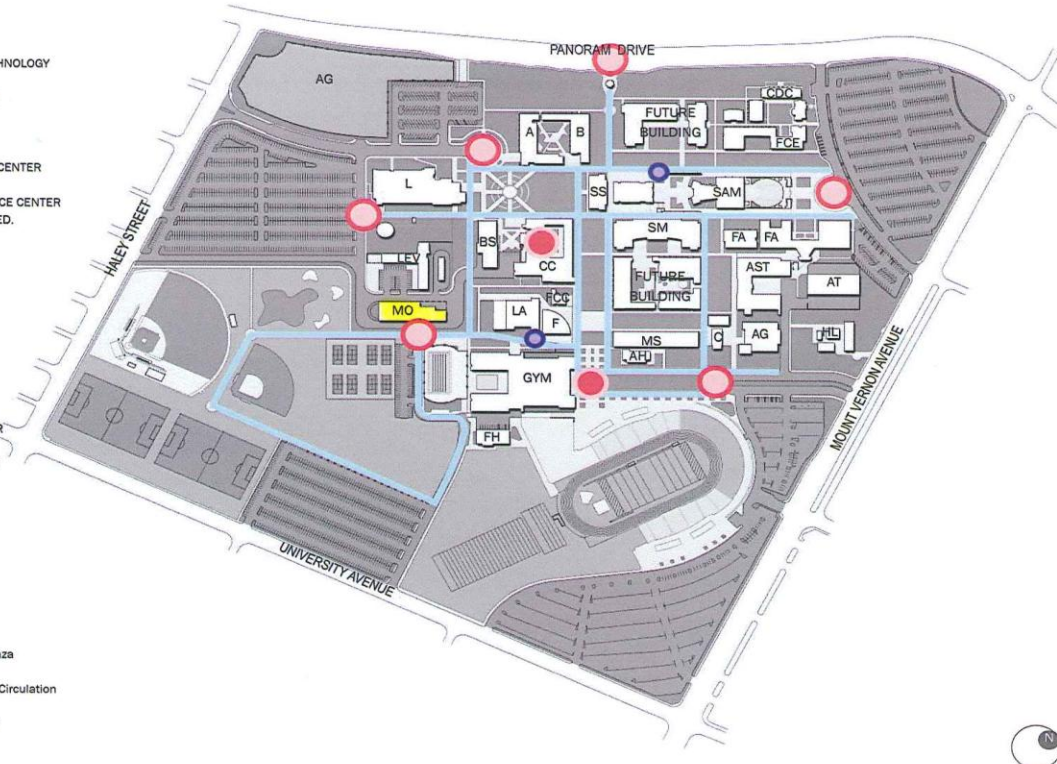 HNOLOGY
CENTER
CE CENTER
ED.
R
aza
Circulation
PANORAM DRIVE
HALEY STREET
UNIVERSITY AVENUE
MOUNT VERNON AVENUE
AG
A
B
FUTURE
BUILDING
CDC
FCE
L
SS
SAM
BS
CC
SM
FA
FA
LEV
FUTURE
BUILDING
AST
AT
MO
FCC
LA
F
MS
AH
C
AG
HL
GYM
FH
N